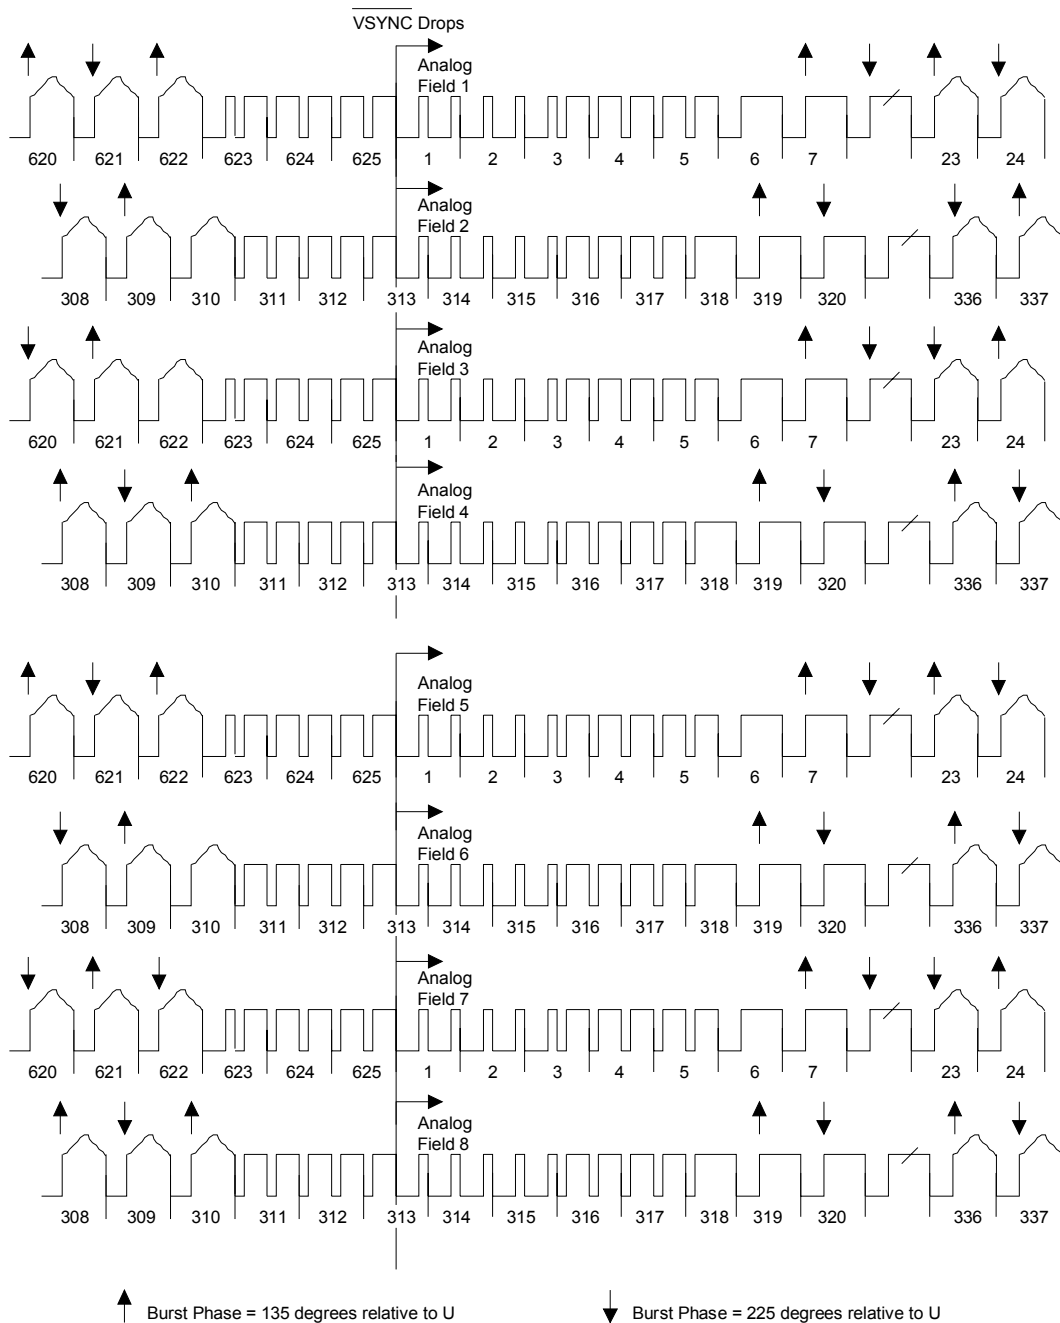 VSYNC Drops
Analog
Field 1
620 621 622 623 624 625 1 2 3 4 5 6 7 23 24
Analog
Field 2
308 309 310 311 312 313 314 315 316 317 318 319 320 336 337
Analog
Field 3
620 621 622 623 624 625 1 2 3 4 5 6 7 23 24
Analog
Field 4
308 309 310 311 312 313 314 315 316 317 318 319 320 336 337
Analog
Field 5
620 621 622 623 624 625 1 2 3 4 5 6 7 23 24
Analog
Field 6
308 309 310 311 312 313 314 315 316 317 318 319 320 336 337
Analog
Field 7
620 621 622 623 624 625 1 2 3 4 5 6 7 23 24
Analog
Field 8
308 309 310 311 312 313 314 315 316 317 318 319 320 336 337
Burst Phase = 135 degrees relative to U
Burst Phase = 225 degrees relative to U